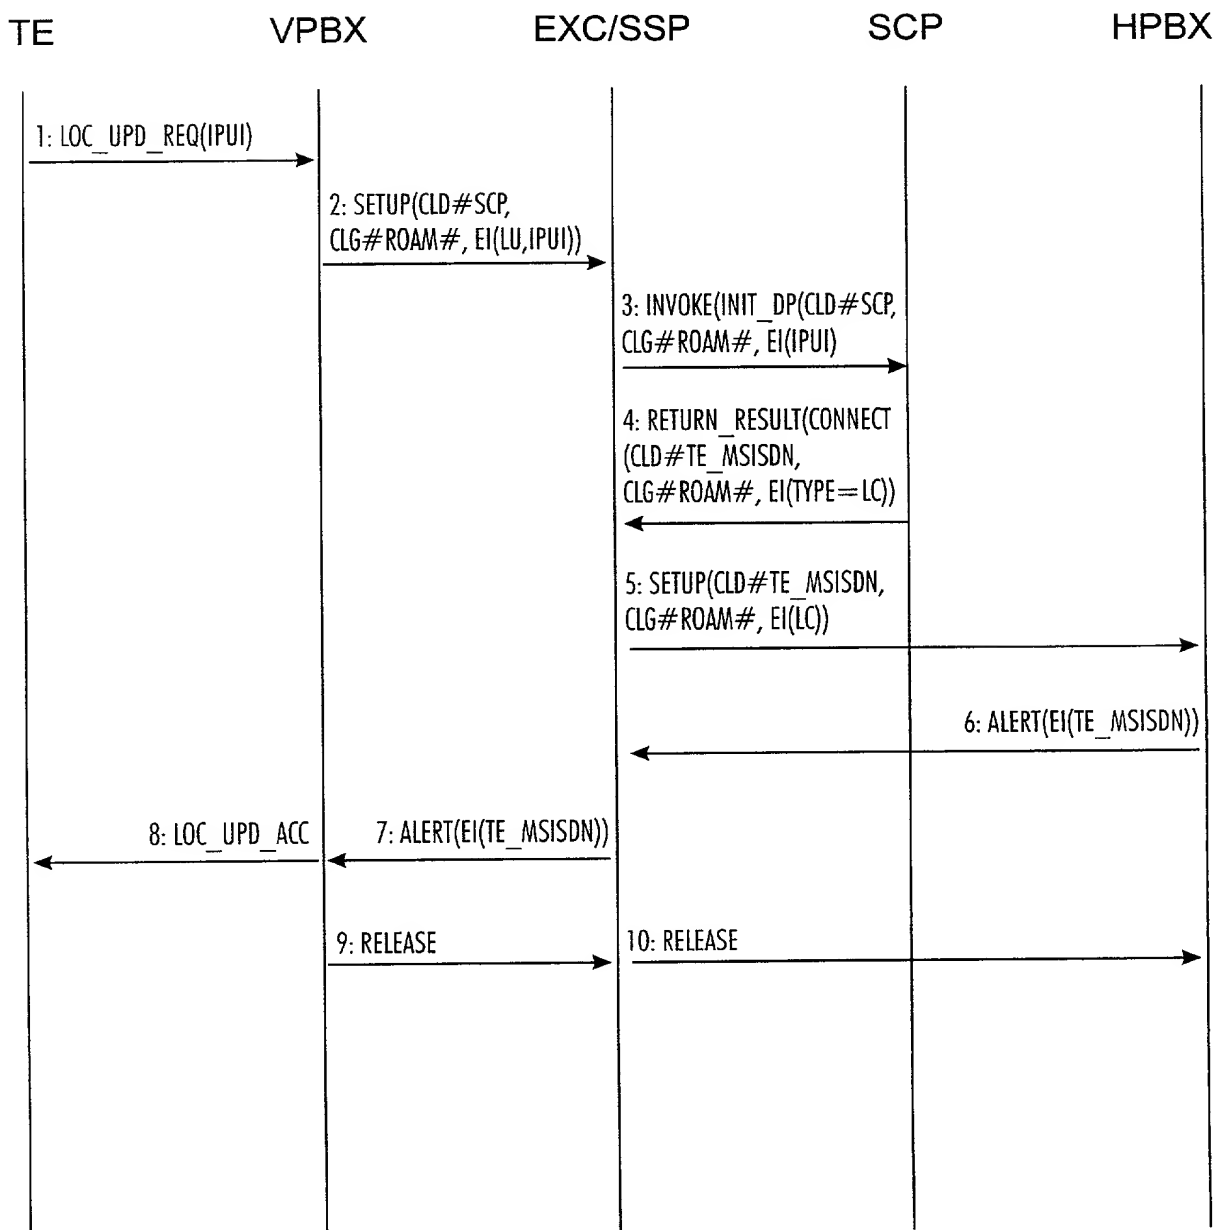 TE VPBX EXC/SSP SCP HPBX
1: LOC_UPD_REQ(IPUI)
2: SETUP(CLD#SCP,
CLG#ROAM#, EI(LU,IPUI))
3: INVOKE(INIT_DP(CLD#SCP,
CLG#ROAM#, EI(IPUI)
4: RETURN_RESULT(CONNECT
(CLD#TE_MSISDN,
CLG#ROAM#, EI(TYPE=LC))
5: SETUP(CLD#TE_MSISDN,
CLG#ROAM#, EI(LC))
6: ALERT(EI(TE_MSISDN))
8: LOC_UPD_ACC 7: ALERT(EI(TE_MSISDN))
9: RELEASE 10: RELEASE